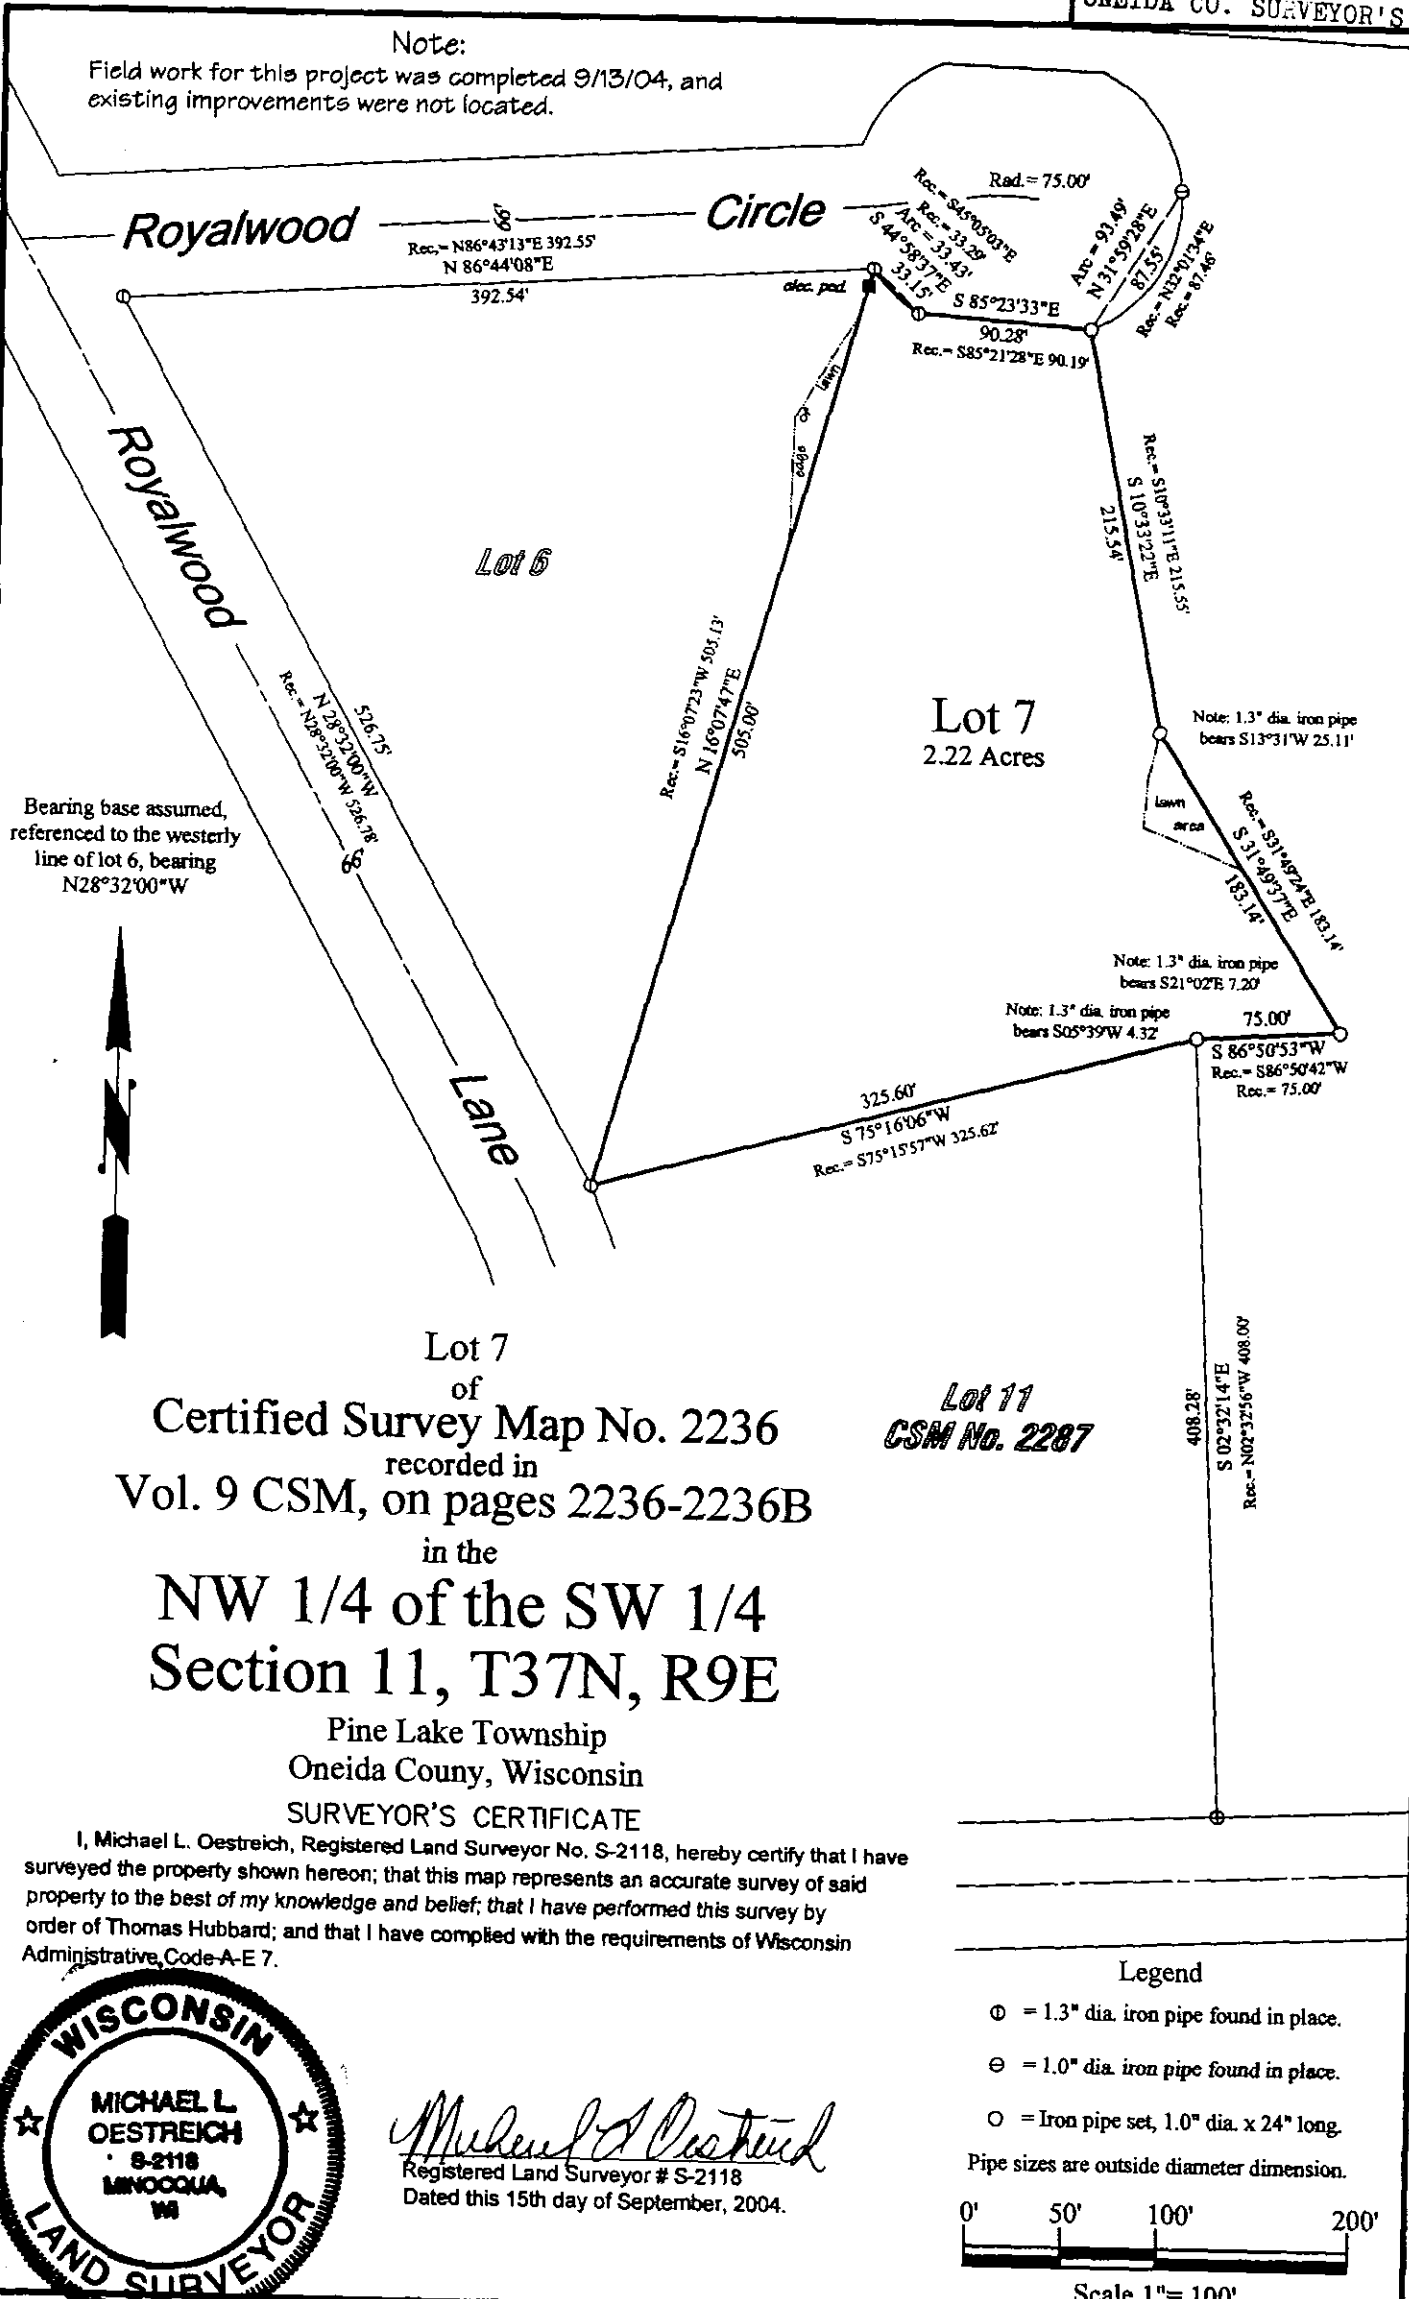 ONEIDA CO. SURVEYOR'S
Note:
Field work for this project was completed 9/13/04, and
existing improvements were not located.
Royalwood
66'
Circle
Rec.= N86°43'13"E 392.55'
N 86°44'08"E
392.54'
Rec.= S45°05'03"E
Rec.= 33.29'
Arc = 33.43'
S 44°58'37"E
33.15'
Rad.= 75.00'
Arc = 93.49'
N 31°59'28"E
87.55'
Rec.= N32°01'34"E
Rec.= 87.46'
elec. ped.
S 85°23'33"E
90.28'
Rec.= S85°21'28"E 90.19'
edge of lawn
Rec.= S10°33'11"E 215.55'
S 10°33'22"E
215.54'
Royalwood
Lane
66'
Lot 6
526.75'
N 28°32'00"W
Rec.= N28°32'00"W 526.78'
Rec.= S16°07'23"W 505.13'
N 16°07'47"E
505.00'
Lot 7
2.22 Acres
Note: 1.3" dia. iron pipe
bears S13°31'W 25.11'
lawn
area
Rec.= S31°49'24"E 183.14'
S 31°49'37"E
183.14'
Bearing base assumed,
referenced to the westerly
line of lot 6, bearing
N28°32'00"W
Note: 1.3" dia. iron pipe
bears S21°02'E 7.20'
Note: 1.3" dia. iron pipe
bears S05°39'W 4.32'
75.00'
S 86°50'53"W
Rec.= S86°50'42"W
Rec.= 75.00'
325.60'
S 75°16'06"W
Rec.= S75°15'57"W 325.62'
N
408.28'
S 02°32'14"E
Rec.= N02°32'56"W 408.00'
Lot 11
CSM No. 2287
Lot 7
of
Certified Survey Map No. 2236
recorded in
Vol. 9 CSM, on pages 2236-2236B
in the
NW 1/4 of the SW 1/4
Section 11, T37N, R9E
Pine Lake Township
Oneida Couny, Wisconsin
SURVEYOR'S CERTIFICATE
I, Michael L. Oestreich, Registered Land Surveyor No. S-2118, hereby certify that I have
surveyed the property shown hereon; that this map represents an accurate survey of said
property to the best of my knowledge and belief; that I have performed this survey by
order of Thomas Hubbard; and that I have complied with the requirements of Wisconsin
Administrative Code A-E 7.
WISCONSIN
MICHAEL L.
OESTREICH
S-2118
MINOCQUA,
WI
LAND SURVEYOR
Michael L Oestreich
Registered Land Surveyor # S-2118
Dated this 15th day of September, 2004.
Legend
= 1.3" dia. iron pipe found in place.
= 1.0" dia. iron pipe found in place.
= Iron pipe set, 1.0" dia. x 24" long.
Pipe sizes are outside diameter dimension.
0' 50' 100' 200'
Scale 1"= 100'